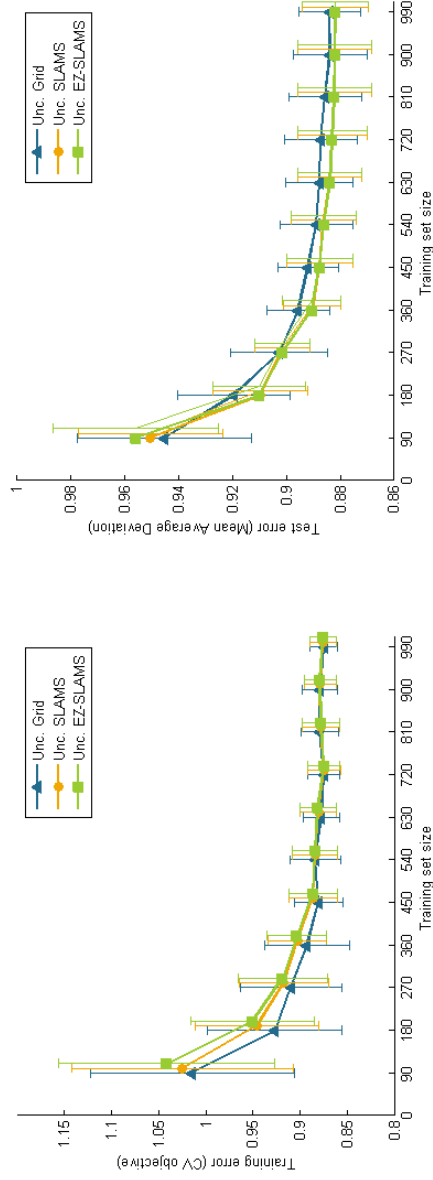 Unc. Grid
Unc. SLAMS
Unc. EZ-SLAMS
1.15
1.1
1.05
1
0.95
0.9
0.85
0.8
Training error (CV objective)
90 180 270 360 450 540 630 720 810 900 990
Training set size
Unc. Grid
Unc. SLAMS
Unc. EZ-SLAMS
1
0.98
0.96
0.94
0.92
0.9
0.88
0.86
Test error (Mean Average Deviation)
90 180 270 360 450 540 630 720 810 900 990
Training set size